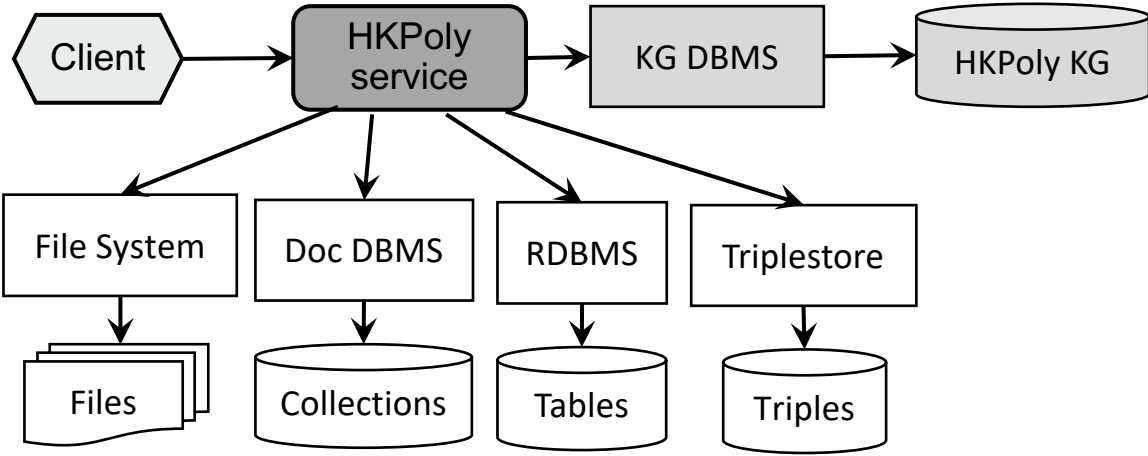 Client
HKPoly
service
KG DBMS
HKPoly KG
File System
Doc DBMS
RDBMS
Triplestore
Files
Collections
Tables
Triples